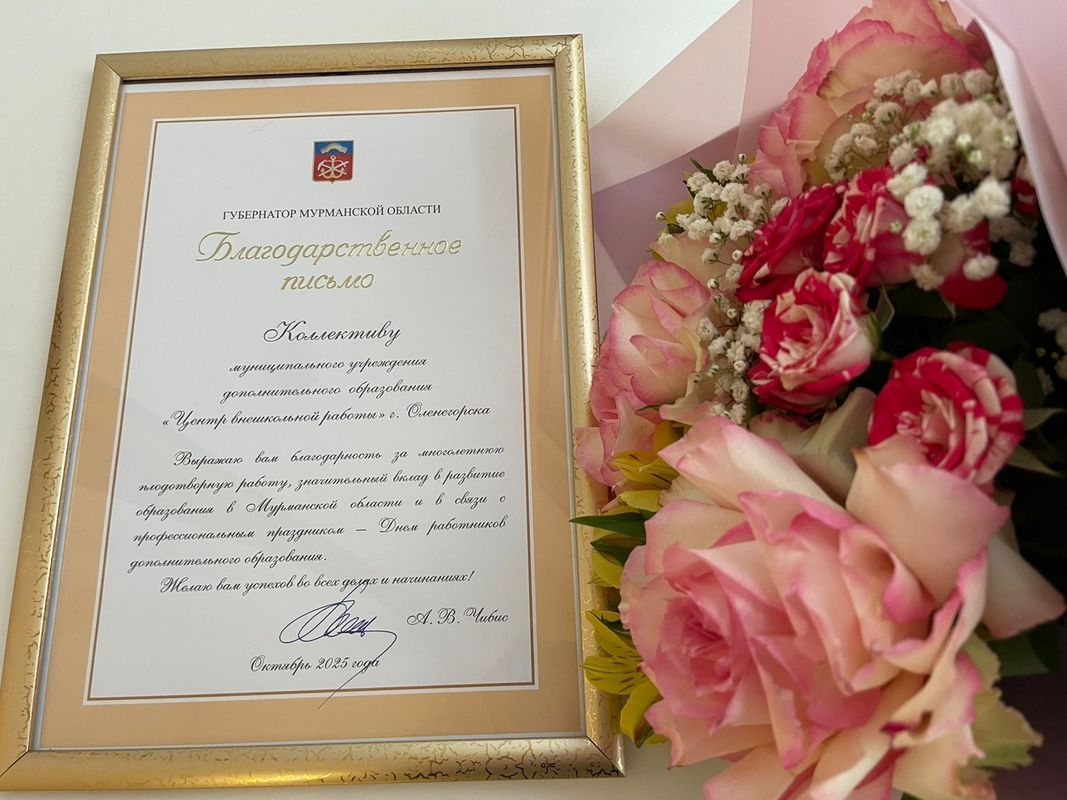 ГУБЕРНАТОР МУРМАНСКОЙ ОБЛАСТИ
Благодарственное
письмо
Коллективу
муниципального учреждения
дополнительного образования
«Центр внешкольной работы» г. Оленегорска
Выражаю вам благодарность за многолетнюю
плодотворную работу, значительный вклад в развитие
образования в Мурманской области и в связи с
профессиональным праздником – Днем работников
дополнительного образования.
Желаю вам успехов во всех делах и начинаниях!
А. В. Чибис
Октябрь 2025 года